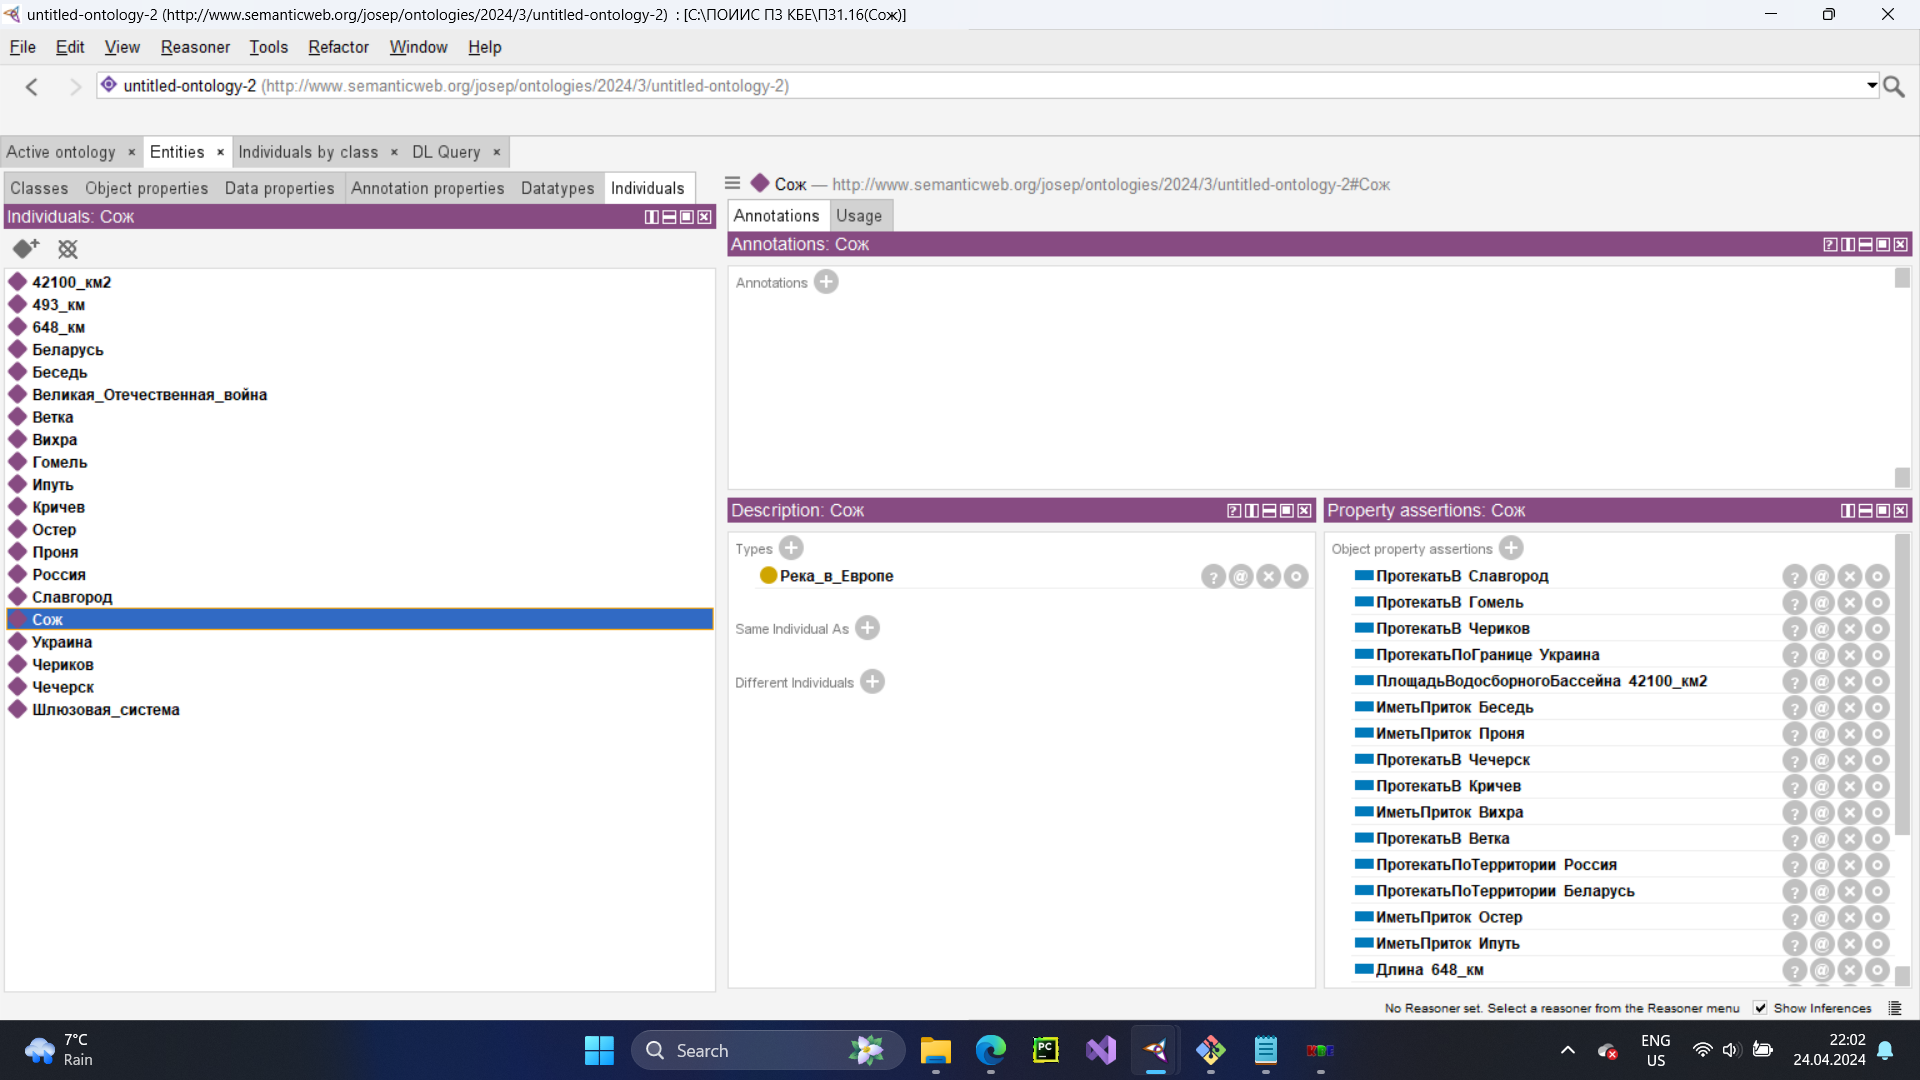 untitled-ontology-2 (http://www.semanticweb.org/josep/ontologies/2024/3/untitled-ontology-2) : [C:\ПОИИС ПЗ КБЕ\ПЗ1.16(Сож)]
File Edit View Reasoner Tools Refactor Window Help
untitled-ontology-2 (http://www.semanticweb.org/josep/ontologies/2024/3/untitled-ontology-2)
Active ontology × Entities × Individuals by class × DL Query ×
Classes Object properties Data properties Annotation properties Datatypes Individuals
Individuals: Сож
42100_км2
493_км
648_км
Беларусь
Беседь
Великая_Отечественная_война
Ветка
Вихра
Гомель
Ипуть
Кричев
Остер
Проня
Россия
Славгород
Сож
Украина
Чериков
Чечерск
Шлюзовая_система
Сож — http://www.semanticweb.org/josep/ontologies/2024/3/untitled-ontology-2#Сож
Annotations Usage
Annotations: Сож
Annotations
Description: Сож
Types
Река_в_Европе
Same Individual As
Different Individuals
Property assertions: Сож
Object property assertions
ПротекатьВ Славгород
ПротекатьВ Гомель
ПротекатьВ Чериков
ПротекатьПоГранице Украина
ПлощадьВодосборногоБассейна 42100_км2
ИметьПриток Беседь
ИметьПриток Проня
ПротекатьВ Чечерск
ПротекатьВ Кричев
ИметьПриток Вихра
ПротекатьВ Ветка
ПротекатьПоТерритории Россия
ПротекатьПоТерритории Беларусь
ИметьПриток Остер
ИметьПриток Ипуть
Длина 648_км
No Reasoner set. Select a reasoner from the Reasoner menu Show Inferences
7°C
Rain
Search
PC
ENG
US
22:02
24.04.2024